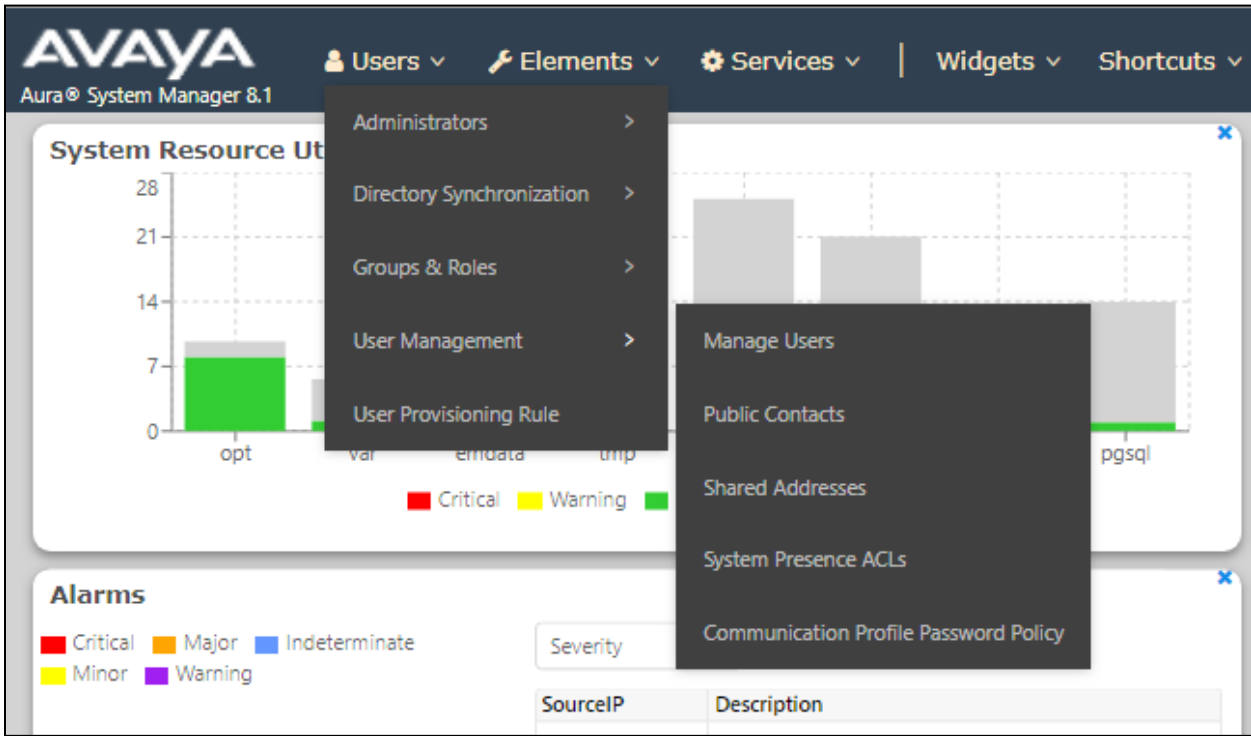 AVAYA
Aura® System Manager 8.1
Users
Elements
Services
Widgets
Shortcuts
Administrators
Directory Synchronization
Groups & Roles
User Management
User Provisioning Rule
Manage Users
Public Contacts
Shared Addresses
System Presence ACLs
Communication Profile Password Policy
System Resource Ut
28
21
14
7
0
opt
var
emdata
tmp
pgsql
Critical
Warning
Alarms
Critical
Major
Indeterminate
Minor
Warning
Severity
SourceIP
Description